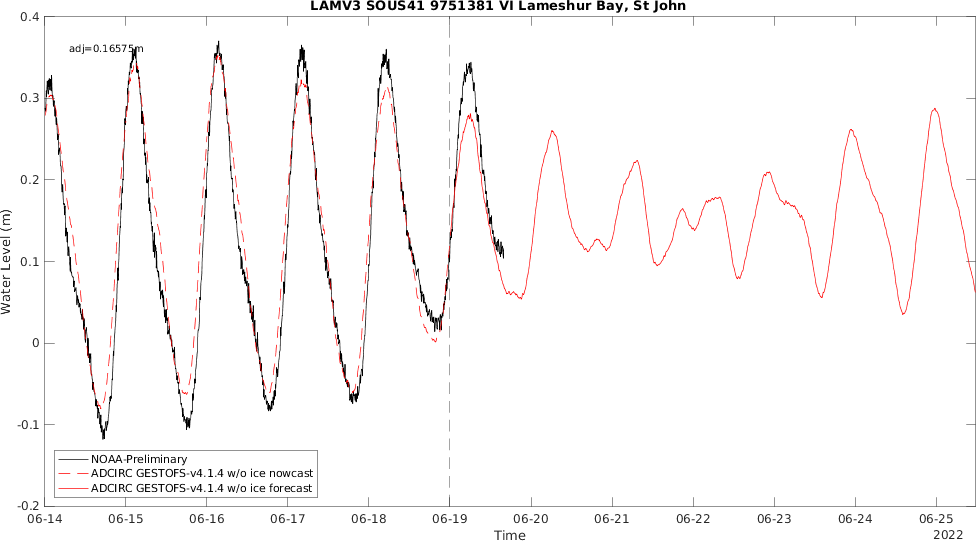 LAMV3 SOUS41 9751381 VI Lameshur Bay, St John
adj=0.16575m
0.4
0.3
0.2
0.1
0
-0.1
-0.2
Water Level (m)
NOAA-Preliminary
ADCIRC GESTOFS-v4.1.4 w/o ice nowcast
ADCIRC GESTOFS-v4.1.4 w/o ice forecast
06-14 06-15 06-16 06-17 06-18 06-19 06-20 06-21 06-22 06-23 06-24 06-25
Time
2022